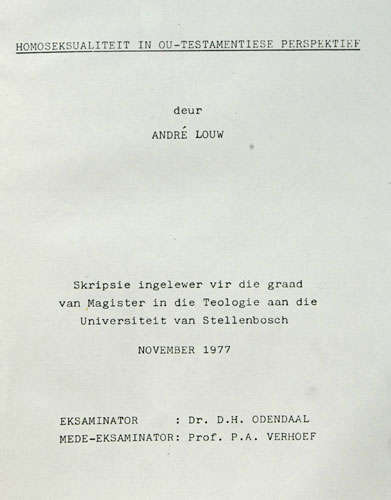 HOMOSEKSUALITEIT IN OU-TESTAMENTIESE PERSPEKTIEF
deur
ANDRÉ LOUW
Skripsie ingelewer vir die graad
van Magister in die Teologie aan die
Universiteit van Stellenbosch
NOVEMBER 1977
EKSAMINATOR : Dr. D.H. ODENDAAL
MEDE-EKSAMINATOR: Prof. P.A. VERHOEF